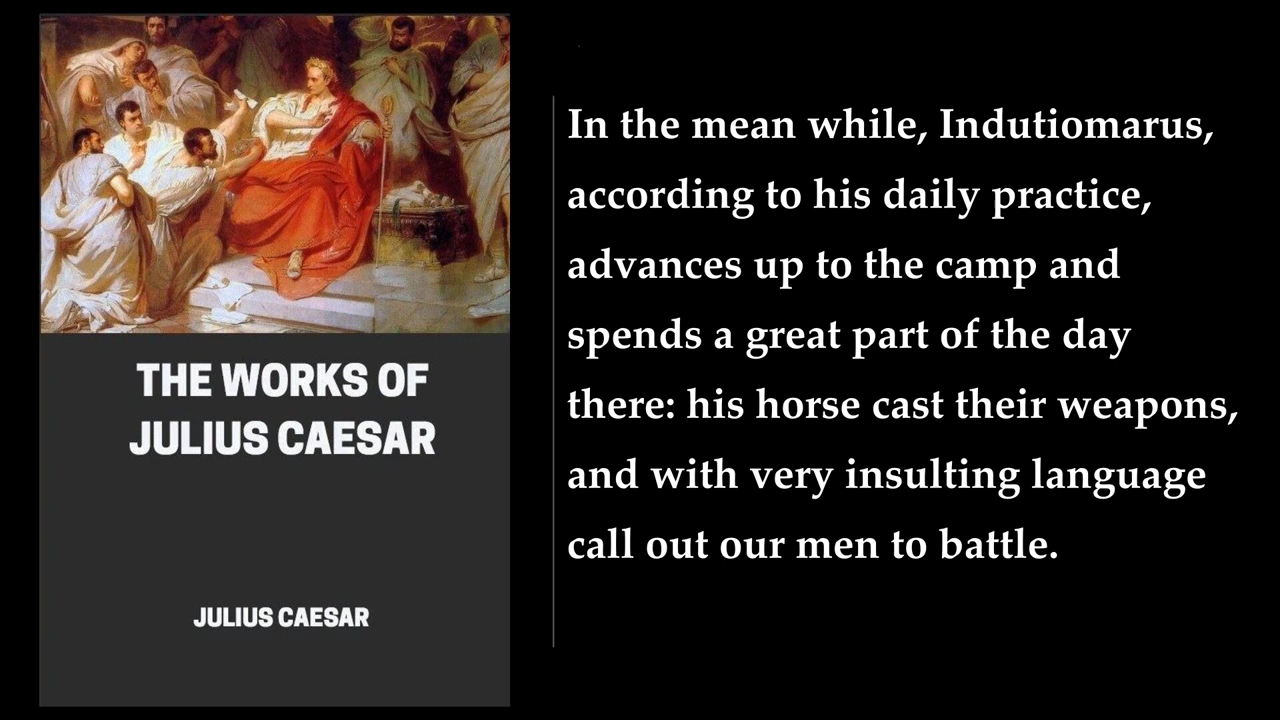 THE WORKS OF
JULIUS CAESAR
JULIUS CAESAR
In the mean while, Indutiomarus,
according to his daily practice,
advances up to the camp and
spends a great part of the day
there: his horse cast their weapons,
and with very insulting language
call out our men to battle.